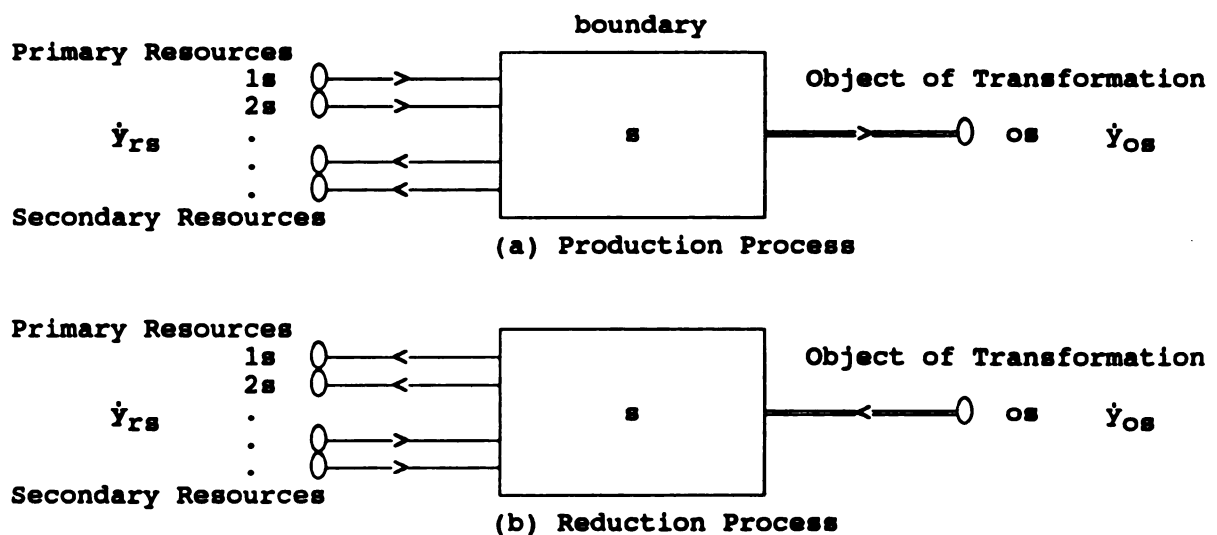 boundary
Primary Resources
1s
2s
Object of Transformation
ẏrs
.
.
.
s
os ẏos
Secondary Resources
(a) Production Process
Primary Resources
1s
2s
Object of Transformation
ẏrs
.
.
.
s
os ẏos
Secondary Resources
(b) Reduction Process